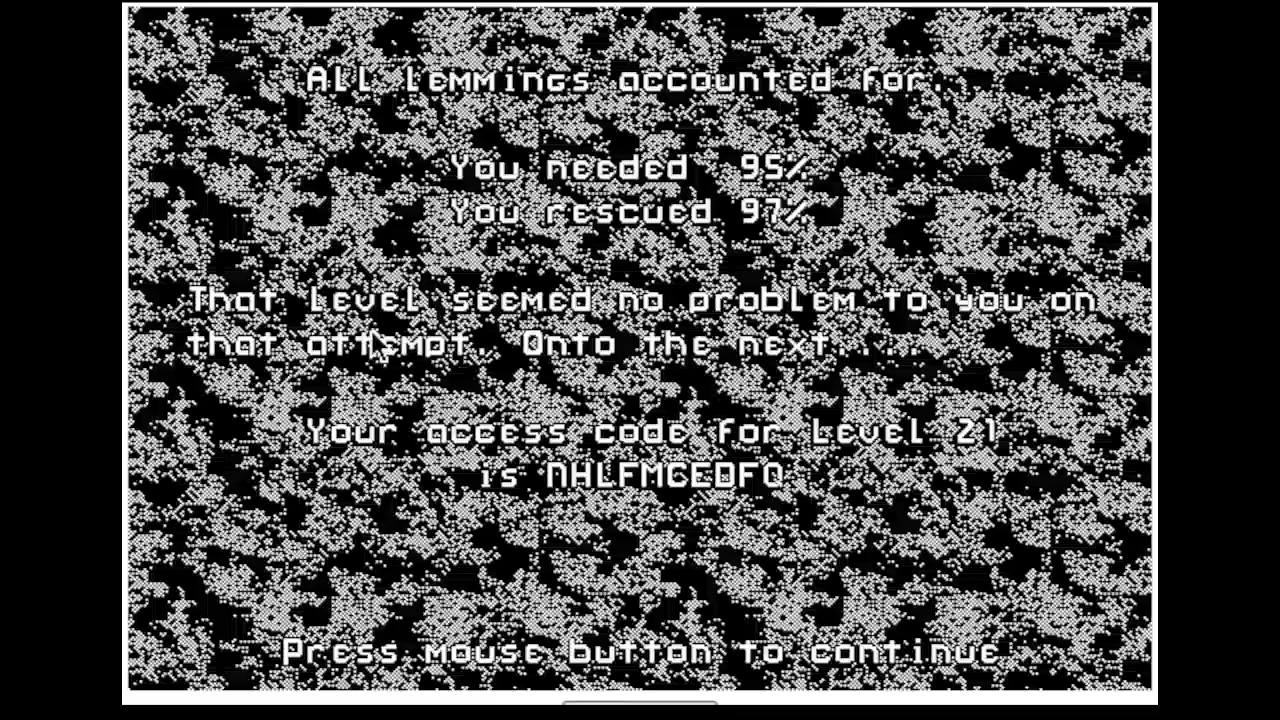 All lemmings accounted for.
You needed 95%
You rescued 97%
That level seemed no problem to you on
that attempt. Onto the next....
Your access code for Level 21
is NHLFMCEDFQ
Press mouse button to continue